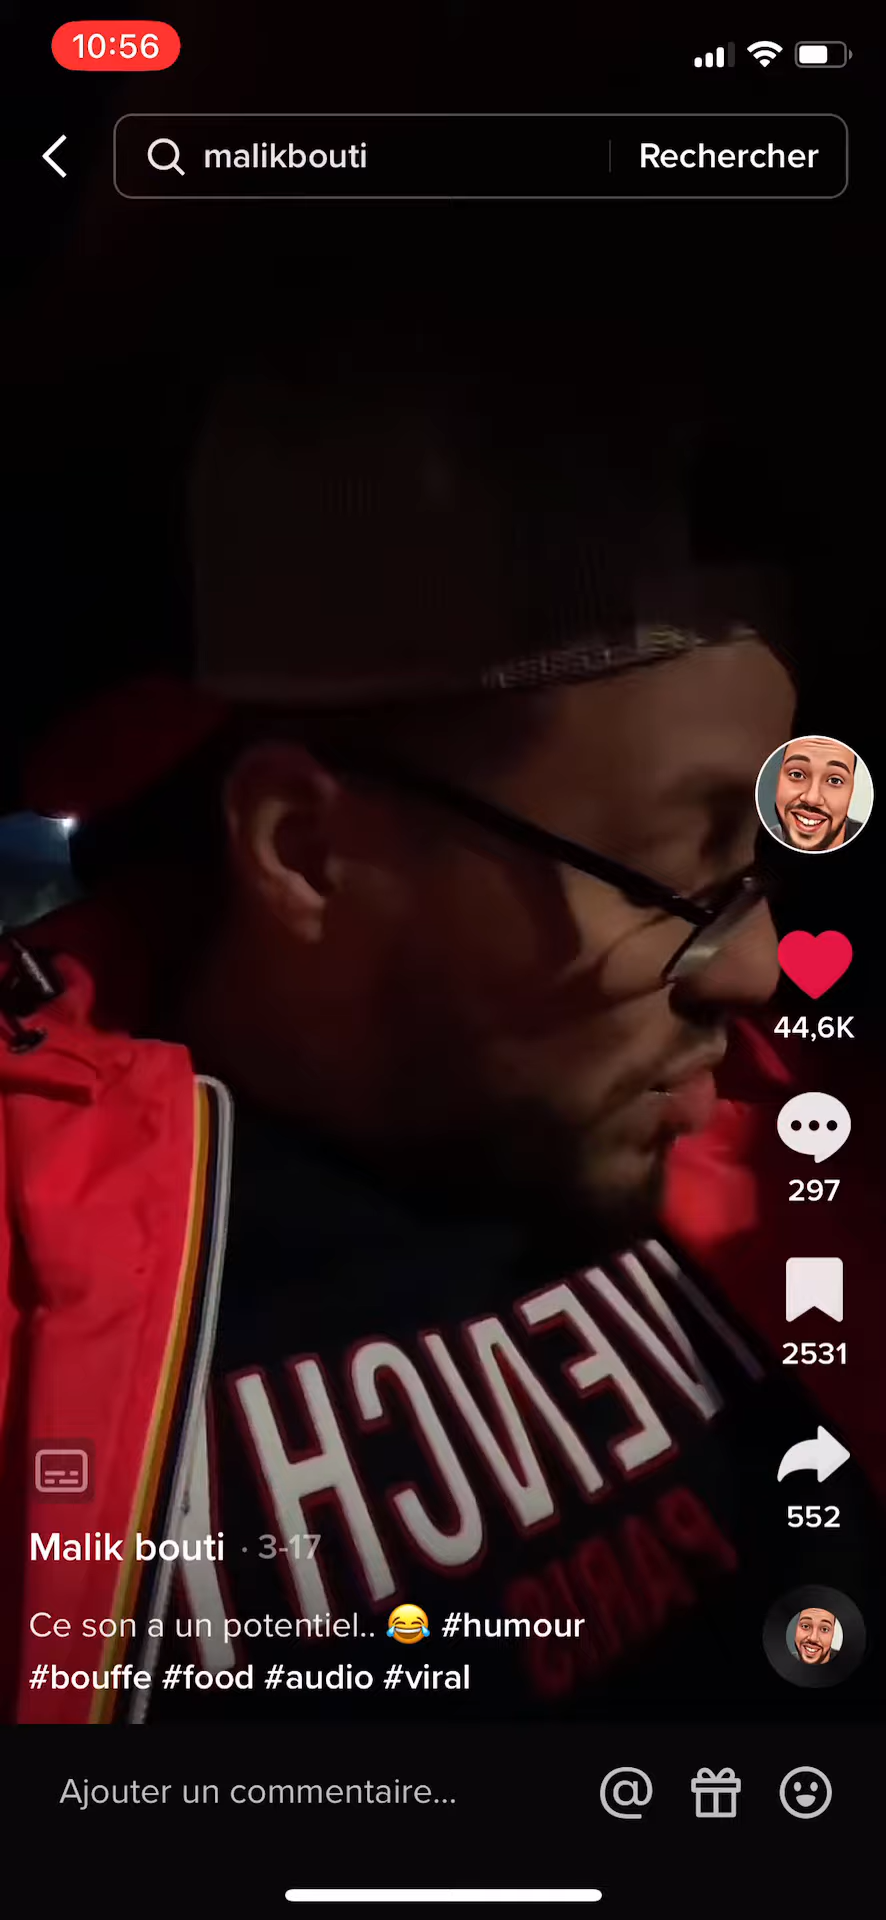 10:56
malikbouti
Rechercher
44,6K
297
2531
552
Malik bouti · 3-17
Ce son a un potentiel.. 😂 #humour
#bouffe #food #audio #viral
Ajouter un commentaire...
PARIS